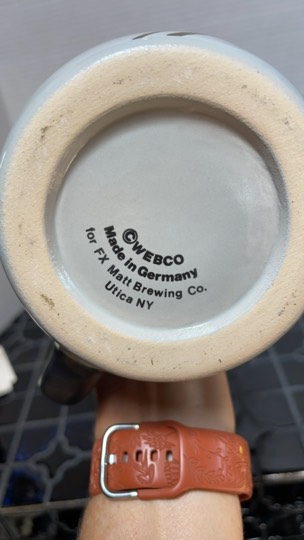 ©WEBCO
Made in Germany
for FX Matt Brewing Co.
Utica NY